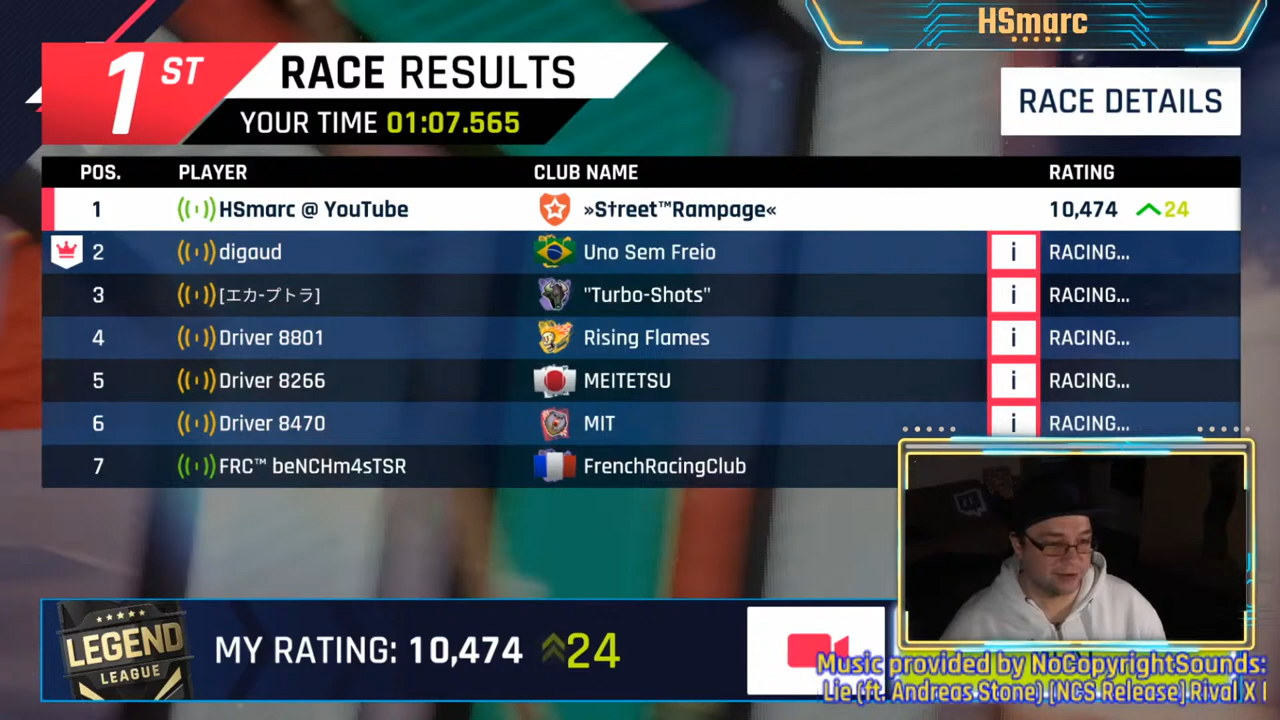 HSmarc
1 ST
RACE RESULTS
YOUR TIME 01:07.565
RACE DETAILS
POS. PLAYER CLUB NAME RATING
1 HSmarc @ YouTube »S†reet™Rampage« 10,474 24
2 digaud Uno Sem Freio i RACING...
3 [エカ-プトラ] "Turbo-Shots" i RACING...
4 Driver 8801 Rising Flames i RACING...
5 Driver 8266 MEITETSU i RACING...
6 Driver 8470 MIT i RACING...
7 FRC™ beNCHm4sTSR FrenchRacingClub
LEGEND
LEAGUE
MY RATING: 10,474 24
Music provided by NoCopyrightSounds:
Lie (ft. Andreas Stone) [NCS Release] Rival X